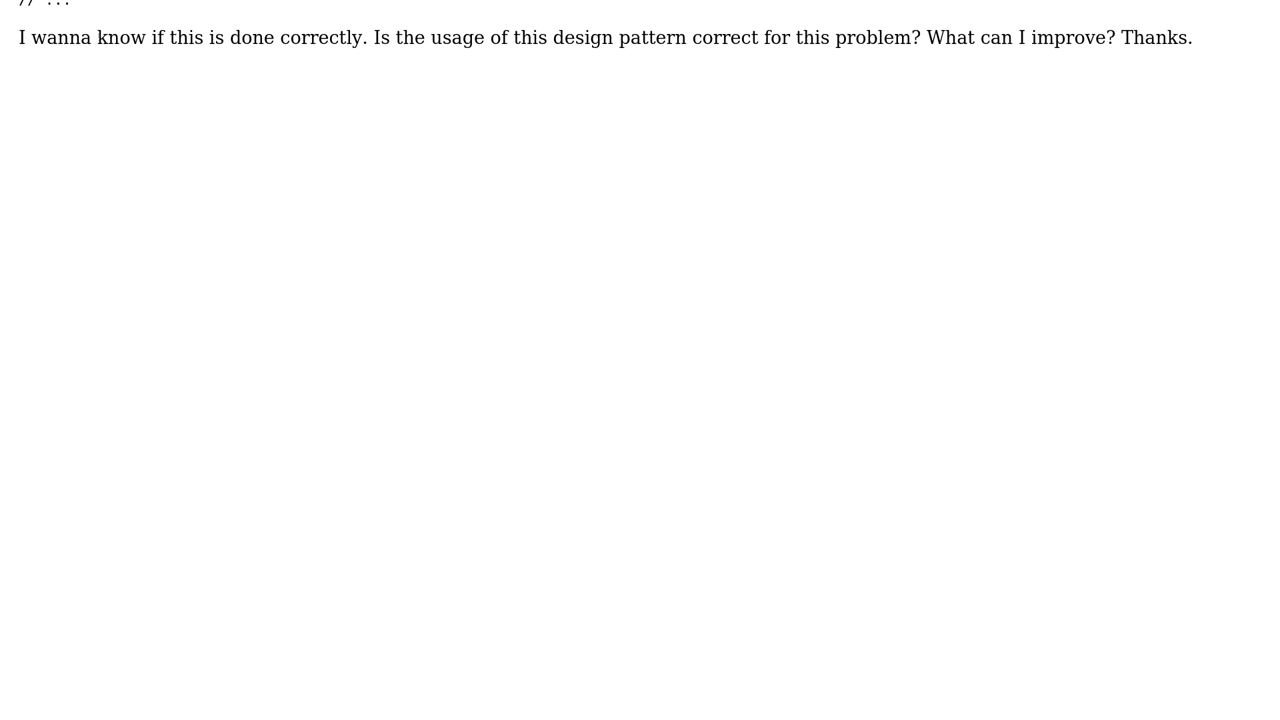 // ...
I wanna know if this is done correctly. Is the usage of this design pattern correct for this problem? What can I improve? Thanks.